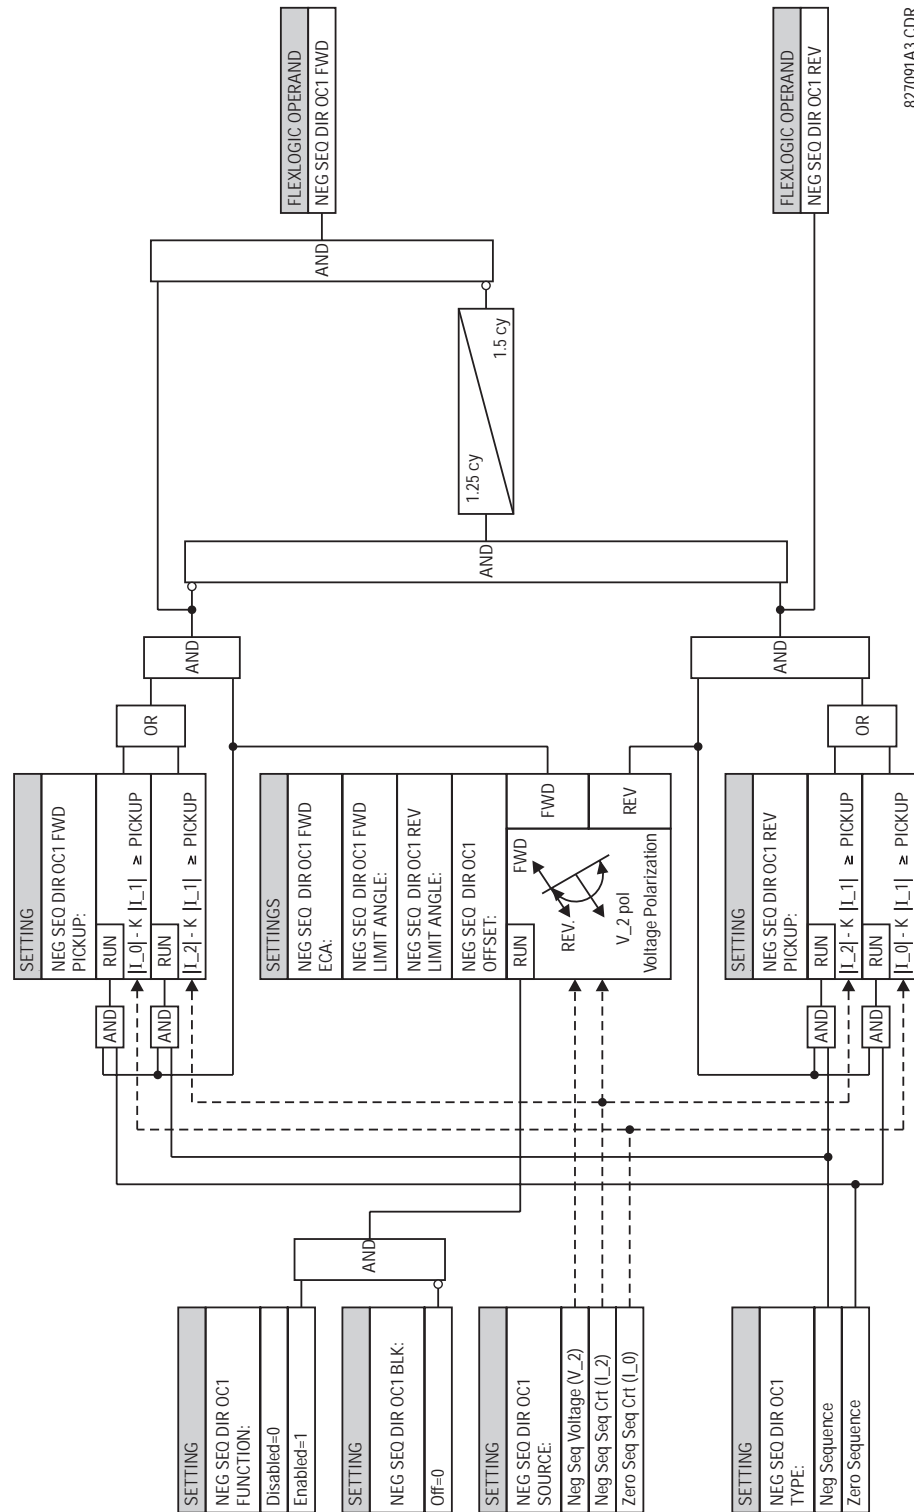 SETTING
NEG SEQ DIR OC1
FUNCTION:
Disabled=0
Enabled=1
SETTING
NEG SEQ DIR OC1 BLK:
Off=0
SETTING
NEG SEQ DIR OC1
SOURCE:
Neg Seq Voltage (V_2)
Neg Seq Crt (I_2)
Zero Seq Seq Crt (I_0)
SETTING
NEG SEQ DIR OC1
TYPE:
Neg Sequence
Zero Sequence
AND
AND
AND
AND
AND
SETTING
NEG SEQ DIR OC1 FWD
PICKUP:
RUN
|I_0| - K |I_1| ≥ PICKUP
RUN
|I_2| - K |I_1| ≥ PICKUP
SETTINGS
NEG SEQ DIR OC1 FWD
ECA:
NEG SEQ DIR OC1 FWD
LIMIT ANGLE:
NEG SEQ DIR OC1 REV
LIMIT ANGLE:
NEG SEQ DIR OC1
OFFSET:
RUN
FWD
FWD
REV.
REV
V_2 pol
Voltage Polarization
SETTING
NEG SEQ DIR OC1 REV
PICKUP:
RUN
|I_2| - K |I_1| ≥ PICKUP
RUN
|I_0| - K |I_1| ≥ PICKUP
OR
OR
AND
AND
AND
1.25 cy
1.5 cy
AND
FLEXLOGIC OPERAND
NEG SEQ DIR OC1 FWD
FLEXLOGIC OPERAND
NEG SEQ DIR OC1 REV
827091A3.CDR